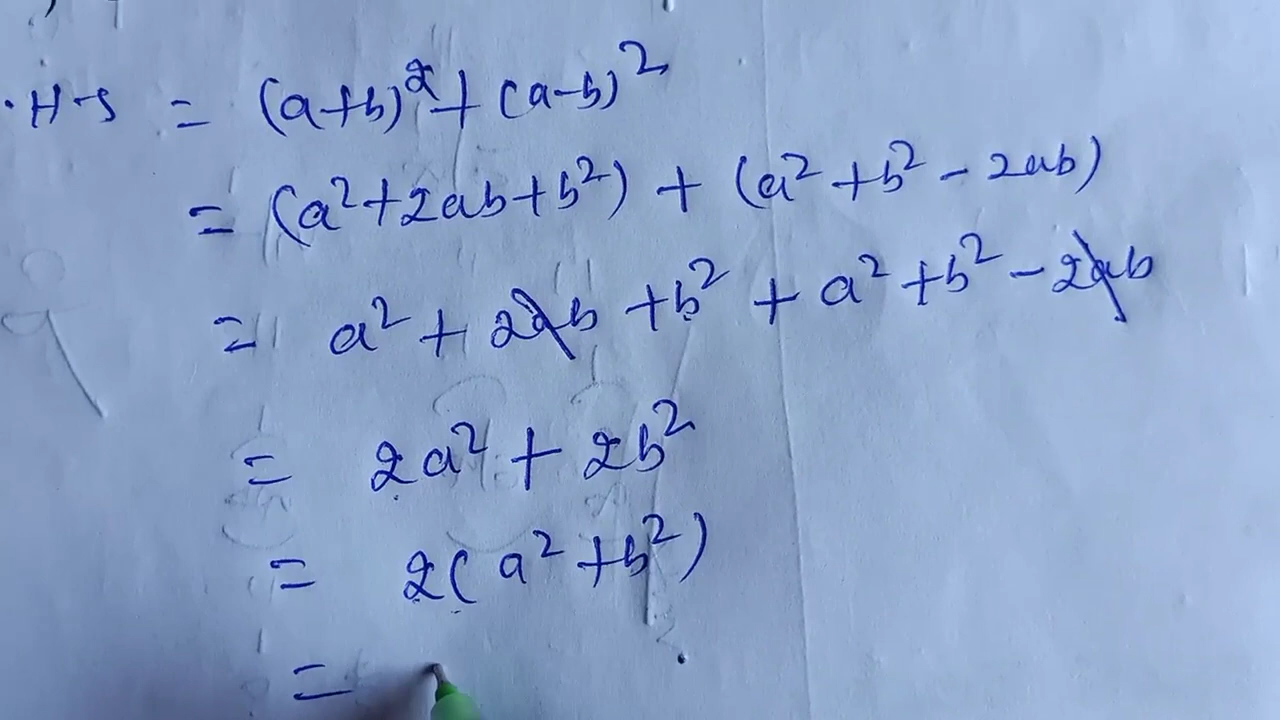 .H.S = (a+b)² + (a-b)²
= (a²+2ab+b²) + (a²+b²-2ab)
= a² + 2ab + b² + a² + b² - 2ab
= 2a² + 2b²
= 2(a²+b²)
=